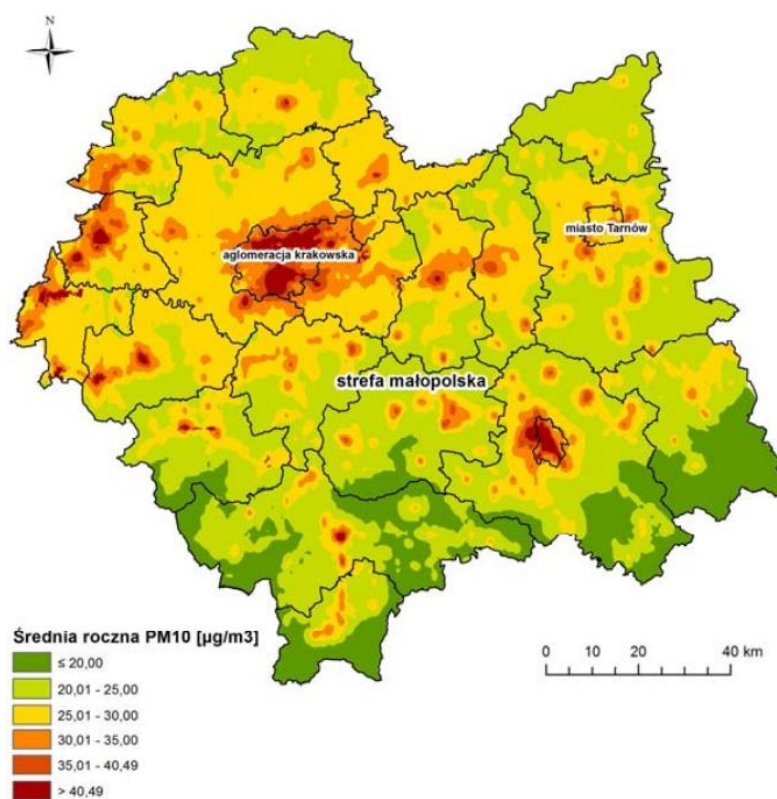 N
aglomeracja krakowska
miasto Tarnów
strefa małopolska
Średnia roczna PM10 [µg/m3]
≤ 20,00
20,01 - 25,00
25,01 - 30,00
30,01 - 35,00
35,01 - 40,49
> 40,49
0 10 20 40 km